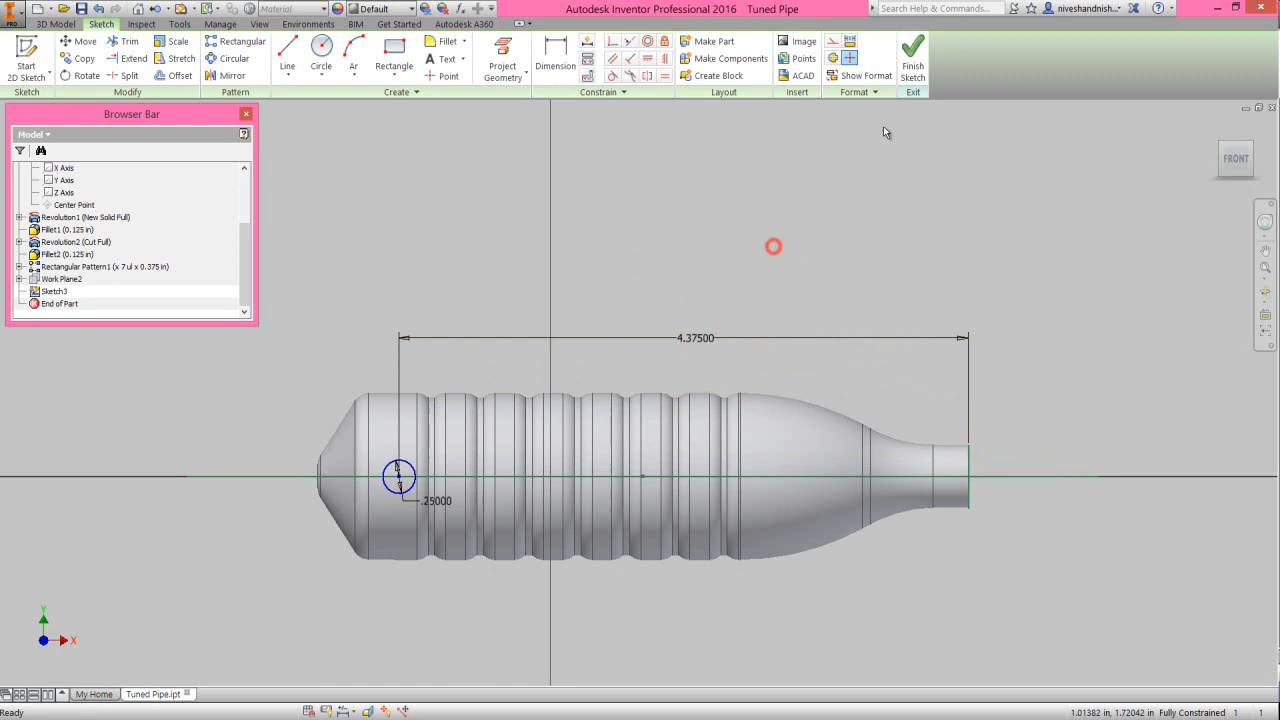 Material
Default
Autodesk Inventor Professional 2016 Tuned Pipe
Search Help & Commands...
niveshandnish...
PRO
3D Model
Sketch
Inspect
Tools
Manage
View
Environments
BIM
Get Started
Autodesk A360
Start
2D Sketch
Move
Copy
Rotate
Trim
Extend
Split
Scale
Stretch
Offset
Rectangular
Circular
Mirror
Line
Circle
Ar
Rectangle
Fillet
Text
Point
Project
Geometry
Dimension
Make Part
Make Components
Create Block
Image
Points
ACAD
Show Format
Finish
Sketch
Sketch
Modify
Pattern
Create
Constrain
Layout
Insert
Format
Exit
Browser Bar
Model
X Axis
Y Axis
Z Axis
Center Point
Revolution1 (New Solid Full)
Fillet1 (0.125 in)
Revolution2 (Cut Full)
Fillet2 (0.125 in)
Rectangular Pattern1 (x 7 ul x 0.375 in)
Work Plane2
Sketch3
End of Part
FRONT
4.37500
.25000
Y
X
My Home
Tuned Pipe.ipt
Ready
1.01382 in, 1.72042 in Fully Constrained 1 1